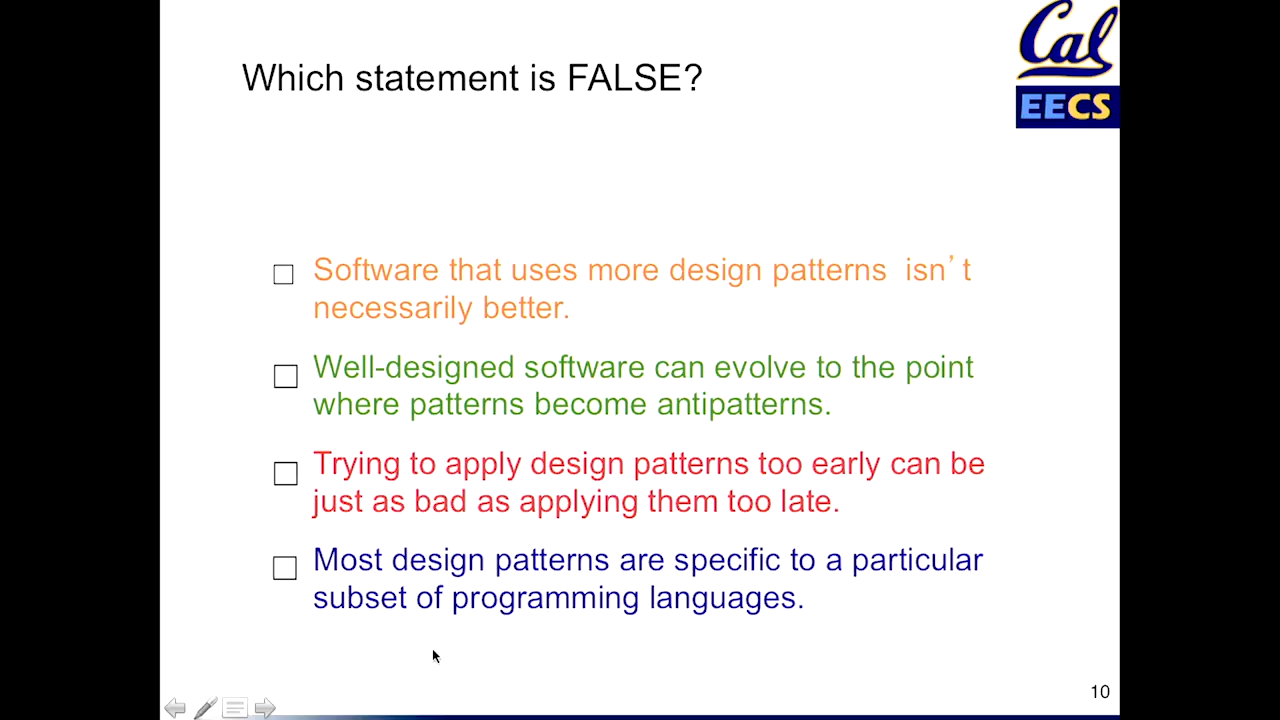 Which statement is FALSE?
Cal
EECS
Software that uses more design patterns isn’t
necessarily better.
Well-designed software can evolve to the point
where patterns become antipatterns.
Trying to apply design patterns too early can be
just as bad as applying them too late.
Most design patterns are specific to a particular
subset of programming languages.
10